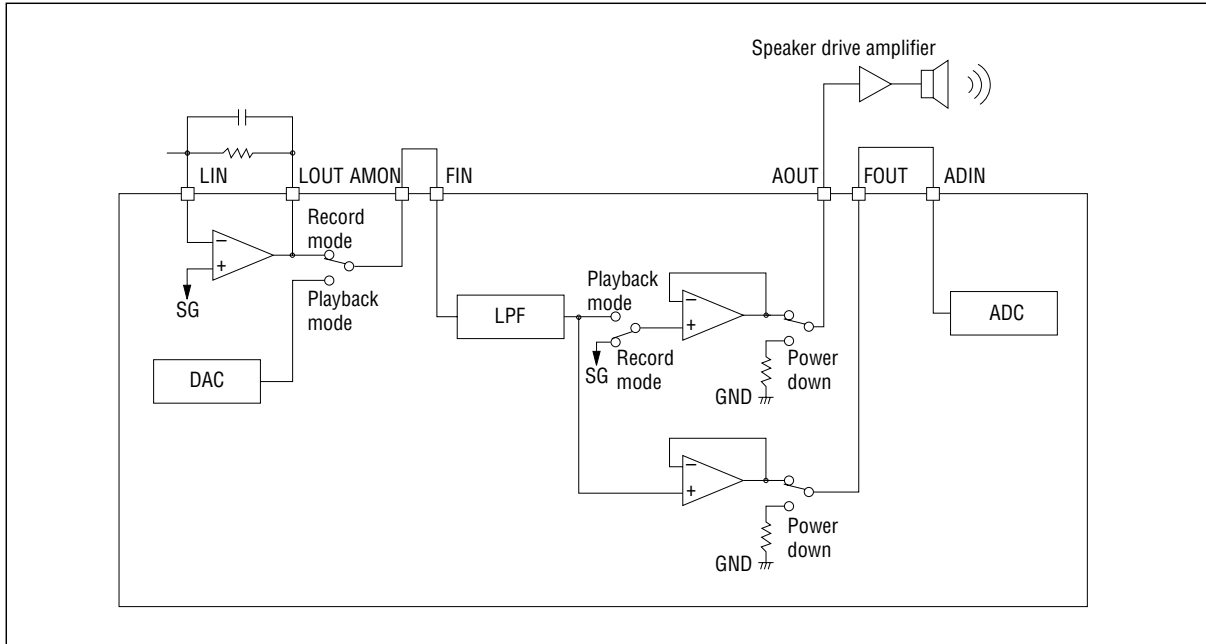 Speaker drive amplifier
LIN
LOUT
AMON
FIN
AOUT
FOUT
ADIN
−
+
SG
Record
mode
Playback
mode
DAC
LPF
Playback
mode
SG
Record
mode
−
+
Power
down
GND
ADC
−
+
Power
down
GND